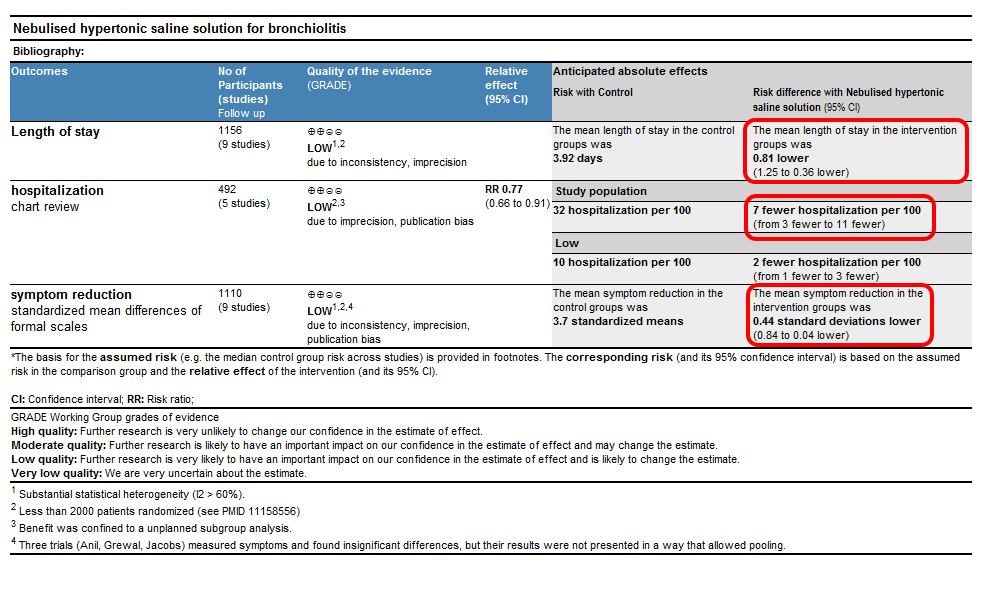 Nebulised hypertonic saline solution for bronchiolitis
Bibliography:
Outcomes
No of
Participants
(studies)
Follow up
Quality of the evidence
(GRADE)
Relative
effect
(95% CI)
Anticipated absolute effects
Risk with Control
Risk difference with Nebulised hypertonic
saline solution (95% CI)
Length of stay
1156
(9 studies)
⊕⊕⊝⊝
LOW1,2
due to inconsistency, imprecision
The mean length of stay in the control
groups was
3.92 days
The mean length of stay in the intervention
groups was
0.81 lower
(1.25 to 0.36 lower)
hospitalization
chart review
492
(5 studies)
⊕⊕⊝⊝
LOW2,3
due to imprecision, publication bias
RR 0.77
(0.66 to 0.91)
Study population
32 hospitalization per 100
7 fewer hospitalization per 100
(from 3 fewer to 11 fewer)
Low
10 hospitalization per 100
2 fewer hospitalization per 100
(from 1 fewer to 3 fewer)
symptom reduction
standardized mean differences of
formal scales
1110
(9 studies)
⊕⊕⊝⊝
LOW1,2,4
due to inconsistency, imprecision,
publication bias
The mean symptom reduction in the
control groups was
3.7 standardized means
The mean symptom reduction in the
intervention groups was
0.44 standard deviations lower
(0.84 to 0.04 lower)
*The basis for the assumed risk (e.g. the median control group risk across studies) is provided in footnotes. The corresponding risk (and its 95% confidence interval) is based on the assumed
risk in the comparison group and the relative effect of the intervention (and its 95% CI).
CI: Confidence interval; RR: Risk ratio;
GRADE Working Group grades of evidence
High quality: Further research is very unlikely to change our confidence in the estimate of effect.
Moderate quality: Further research is likely to have an important impact on our confidence in the estimate of effect and may change the estimate.
Low quality: Further research is very likely to have an important impact on our confidence in the estimate of effect and is likely to change the estimate.
Very low quality: We are very uncertain about the estimate.
1 Substantial statistical heterogeneity (I2 > 60%).
2 Less than 2000 patients randomized (see PMID 11158556)
3 Benefit was confined to a unplanned subgroup analysis.
4 Three trials (Anil, Grewal, Jacobs) measured symptoms and found insignificant differences, but their results were not presented in a way that allowed pooling.